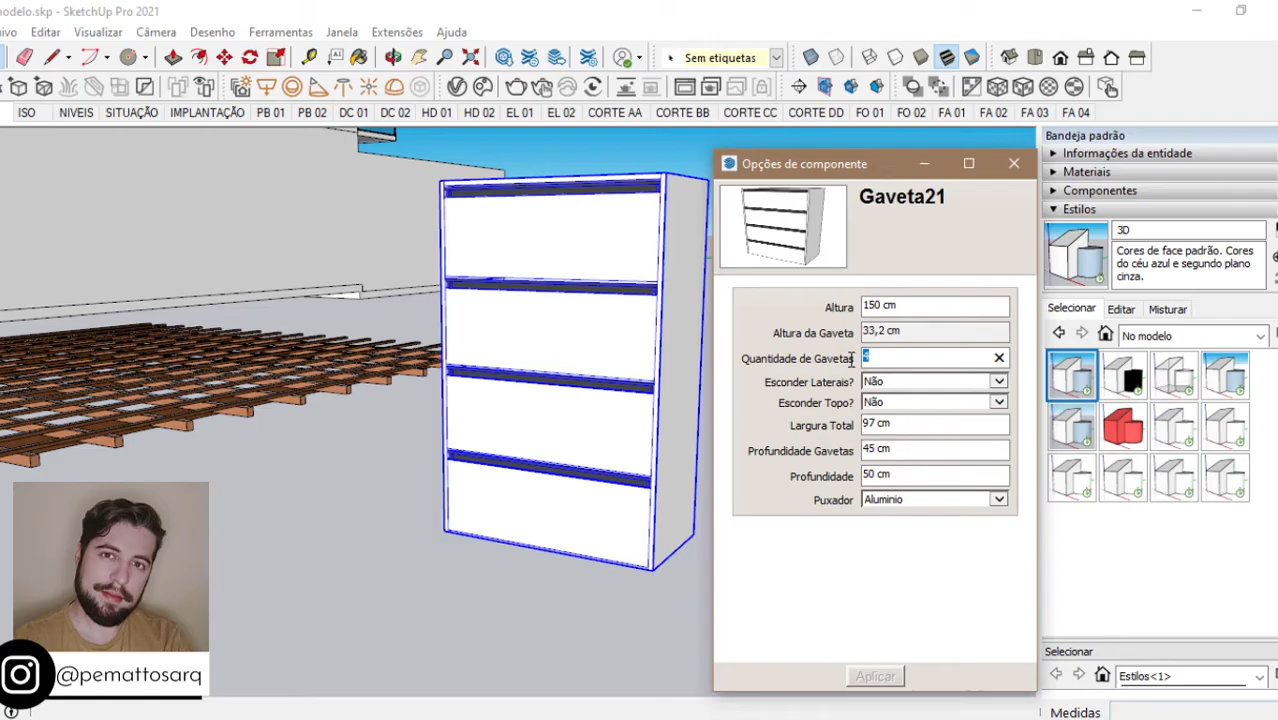 modelo.skp - SketchUp Pro 2021
ivo Editar Visualizar Câmera Desenho Ferramentas Janela Extensões Ajuda
Sem etiquetas
ISO NIVEIS SITUAÇÃO IMPLANTAÇÃO PB 01 PB 02 DC 01 DC 02 HD 01 HD 02 EL 01 EL 02 CORTE AA CORTE BB CORTE CC CORTE DD FO 01 FO 02 FA 01 FA 02 FA 03 FA 04
Opções de componente
Gaveta21
Altura 150 cm
Altura da Gaveta 33,2 cm
Quantidade de Gavetas 4
Esconder Laterais? Não
Esconder Topo? Não
Largura Total 97 cm
Profundidade Gavetas 45 cm
Profundidade 50 cm
Puxador Aluminio
Aplicar
Bandeja padrão
Informações da entidade
Materiais
Componentes
Estilos
3D
Cores de face padrão. Cores
do céu azul e segundo plano
cinza.
Selecionar Editar Misturar
No modelo
Selecionar
Estilos<1>
Medidas
@pemattosarq